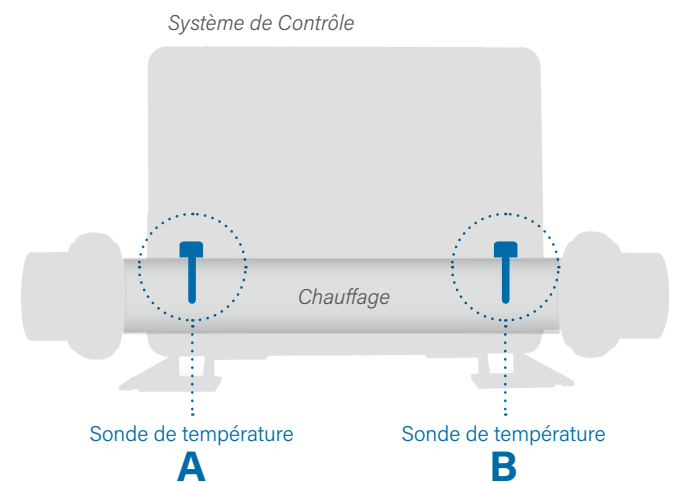 Système de Contrôle
Chauffage
Sonde de température
A
Sonde de température
B